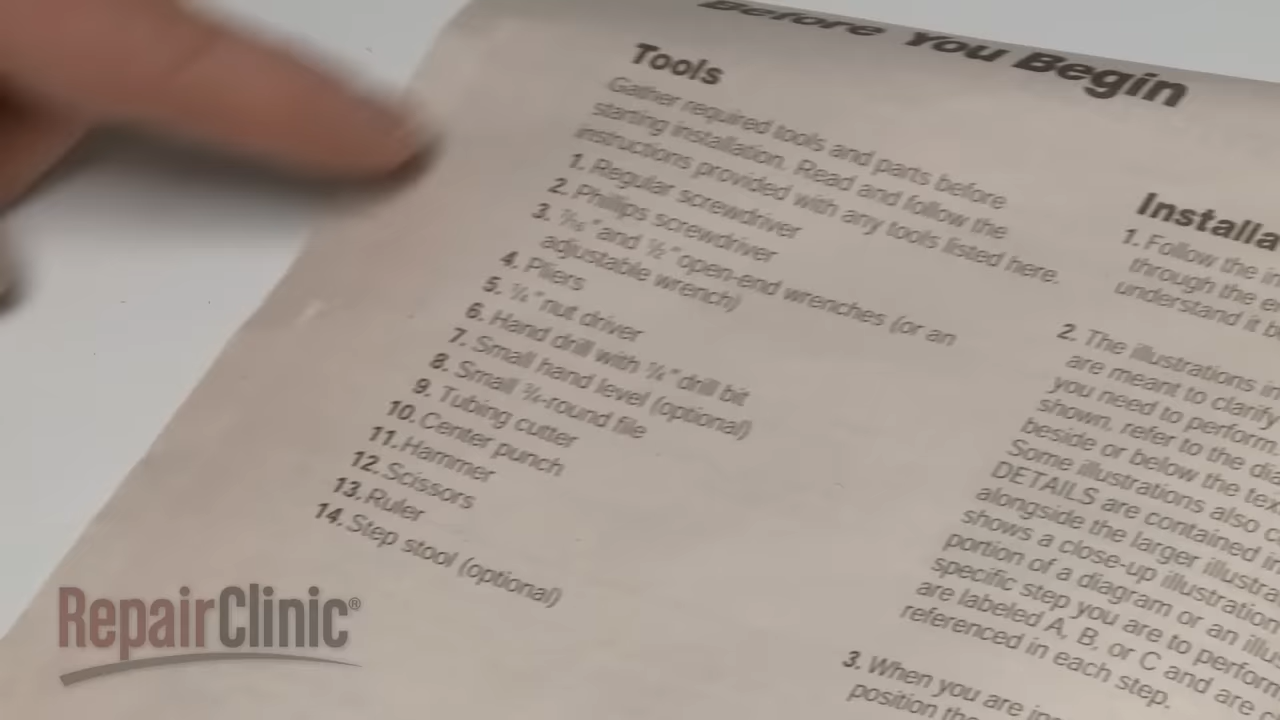 Before You Begin
Tools
Gather required tools and parts before
starting installation. Read and follow the
instructions provided with any tools listed here.
1. Regular screwdriver
2. Phillips screwdriver
3. 7/16" and 1/2" open-end wrenches (or an
adjustable wrench)
4. Pliers
5. 1/4" nut driver
6. Hand drill with 1/4" drill bit
7. Small hand level (optional)
8. Small 3/4-round file
9. Tubing cutter
10. Center punch
11. Hammer
12. Scissors
13. Ruler
14. Step stool (optional)
Installa
1. Follow the in
through the e
understand it b
2. The illustrations in
are meant to clarify
you need to perform.
shown, refer to the dia
beside or below the tex
Some illustrations also c
DETAILS are contained in
alongside the larger illustra
shows a close-up illustration
portion of a diagram or an illus
specific step you are to perform
are labeled A, B, or C and are c
referenced in each step.
3. When you are ins
position the
RepairClinic®